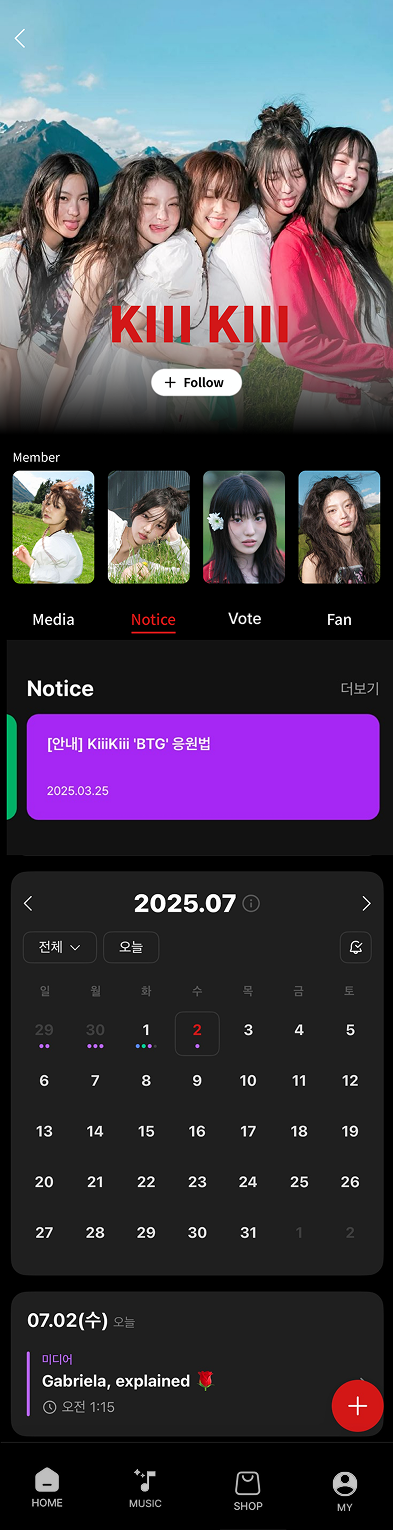 KIII KIII
+ Follow
Member
Media Notice Vote Fan
Notice 더보기
[안내] KiiiKiii 'BTG' 응원법
2025.03.25
2025.07
전체 오늘
일 월 화 수 목 금 토
29 30 1 2 3 4 5
6 7 8 9 10 11 12
13 14 15 16 17 18 19
20 21 22 23 24 25 26
27 28 29 30 31 1 2
07.02(수) 오늘
미디어
Gabriela, explained 🌹
오전 1:15
HOME MUSIC SHOP MY